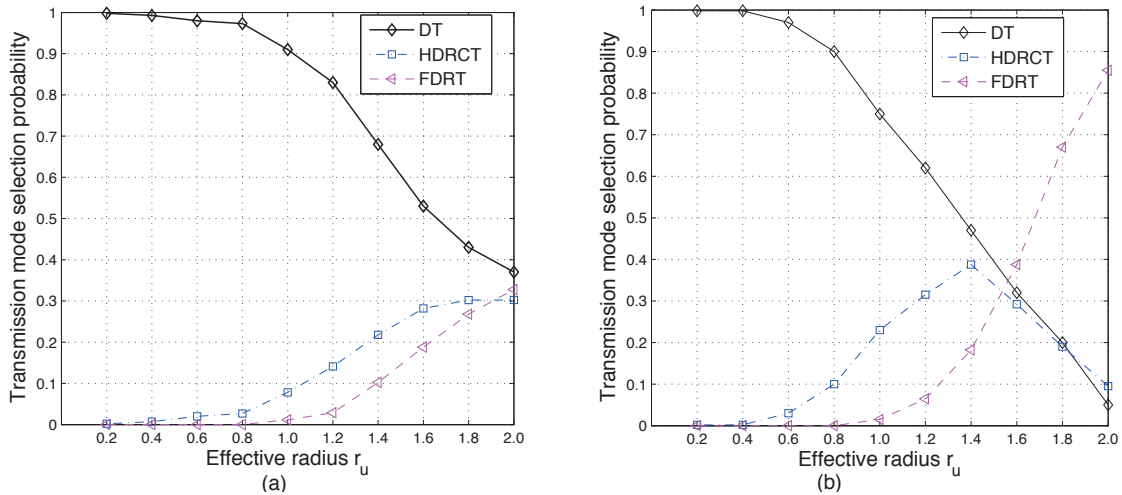 Transmission mode selection probability
1
0.9
0.8
0.7
0.6
0.5
0.4
0.3
0.2
0.1
0
0.2 0.4 0.6 0.8 1.0 1.2 1.4 1.6 1.8 2.0
Effective radius r_u
(a)
DT
HDRCT
FDRT
Transmission mode selection probability
1
0.9
0.8
0.7
0.6
0.5
0.4
0.3
0.2
0.1
0
0.2 0.4 0.6 0.8 1.0 1.2 1.4 1.6 1.8 2.0
Effective radius r_u
(b)
DT
HDRCT
FDRT